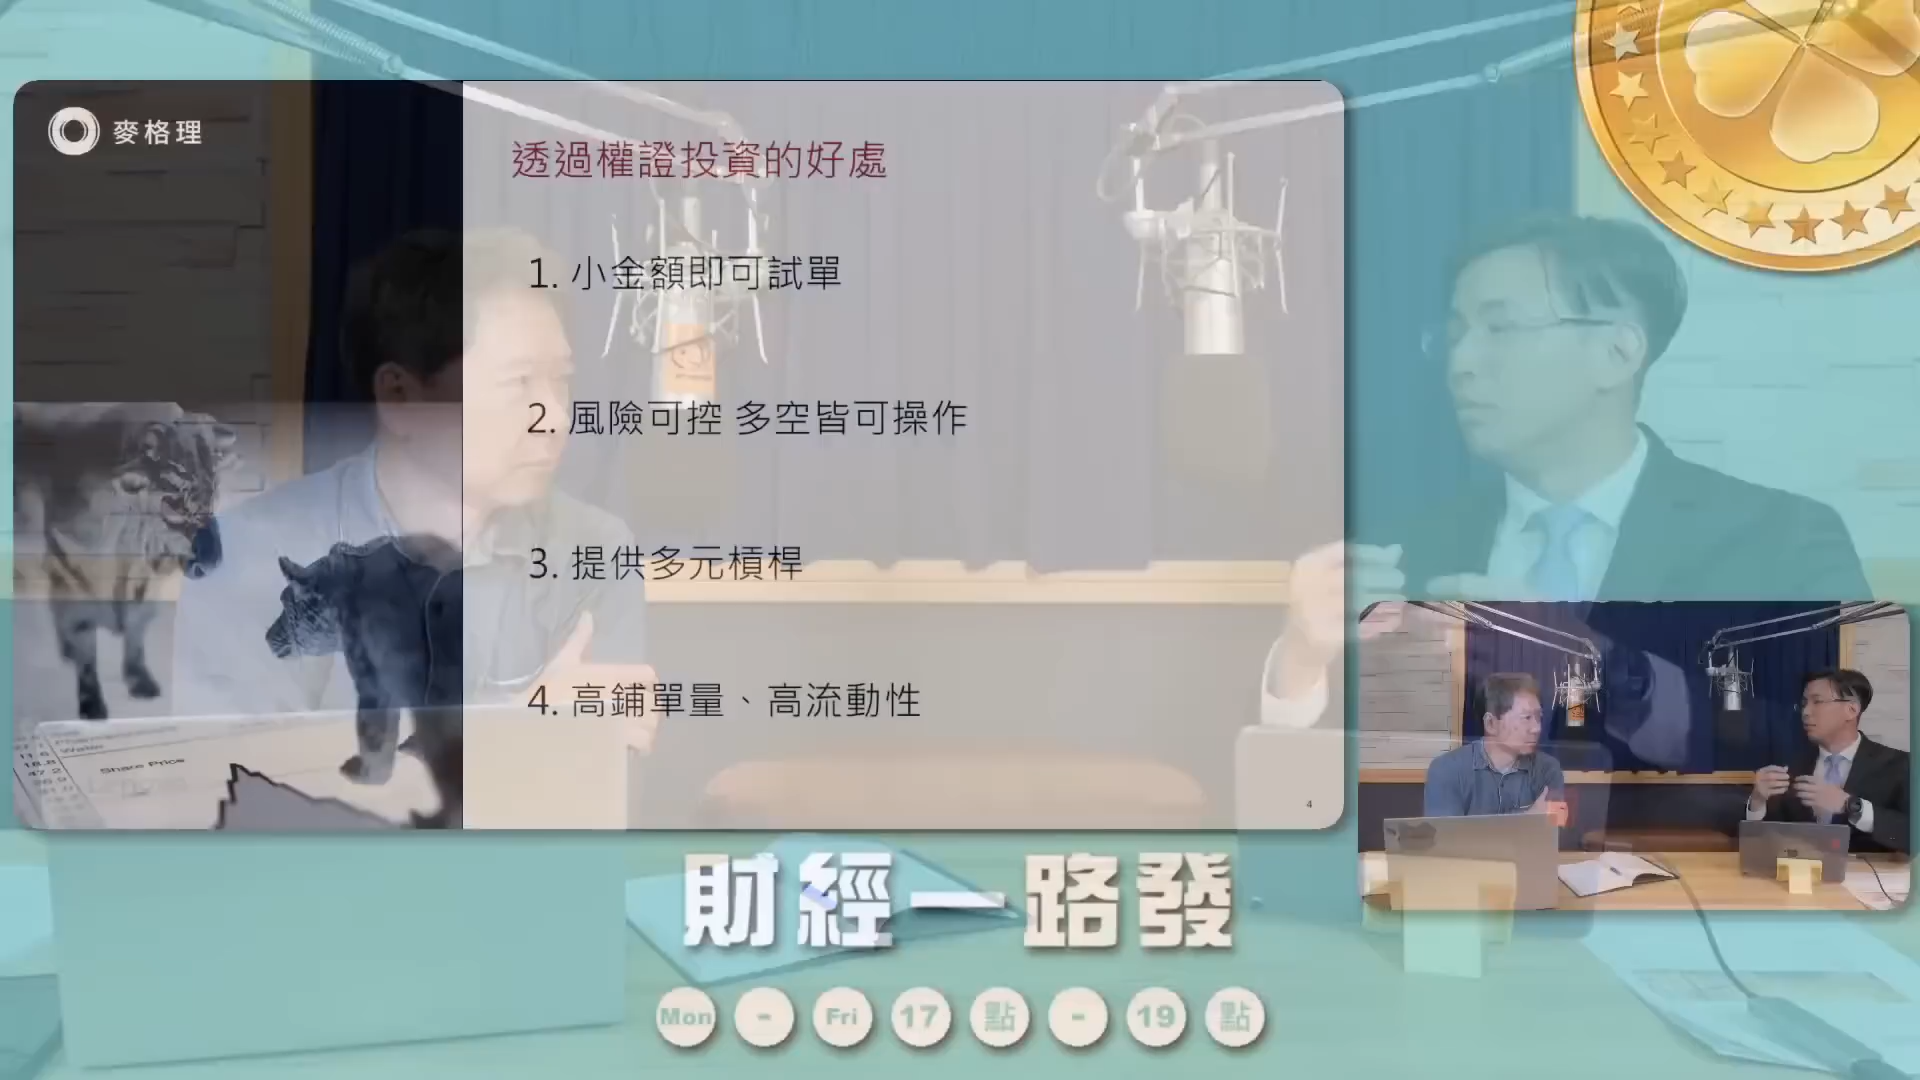 麥格理
透過權證投資的好處
1. 小金額即可試單
2. 風險可控 多空皆可操作
3. 提供多元槓桿
4. 高鋪單量、高流動性
Share Price
4
財經一路發
Mon - Fri 17 點 - 19 點